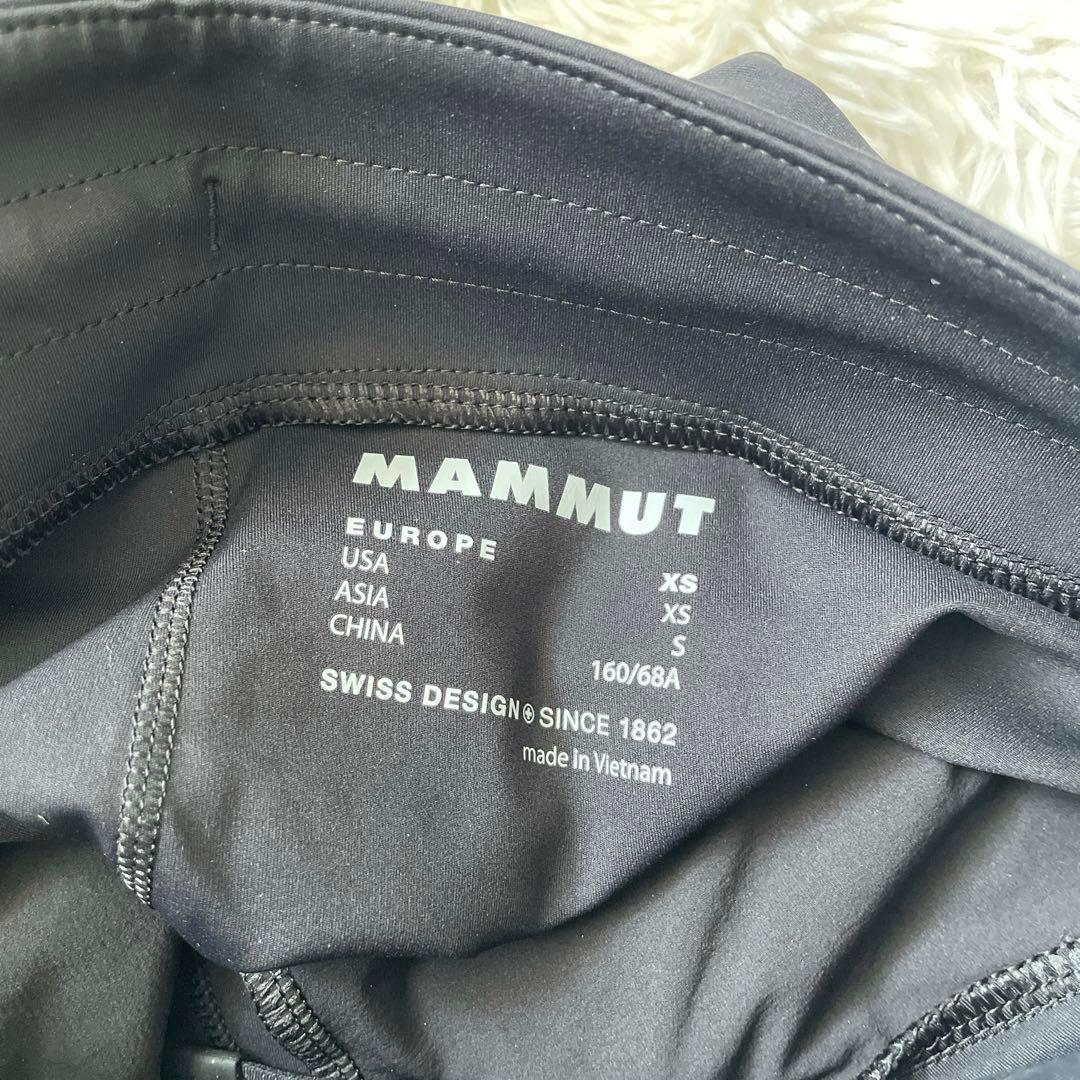 MAMMUT
EUROPE XS
USA XS
ASIA S
CHINA 160/68A
SWISS DESIGN SINCE 1862
made in Vietnam